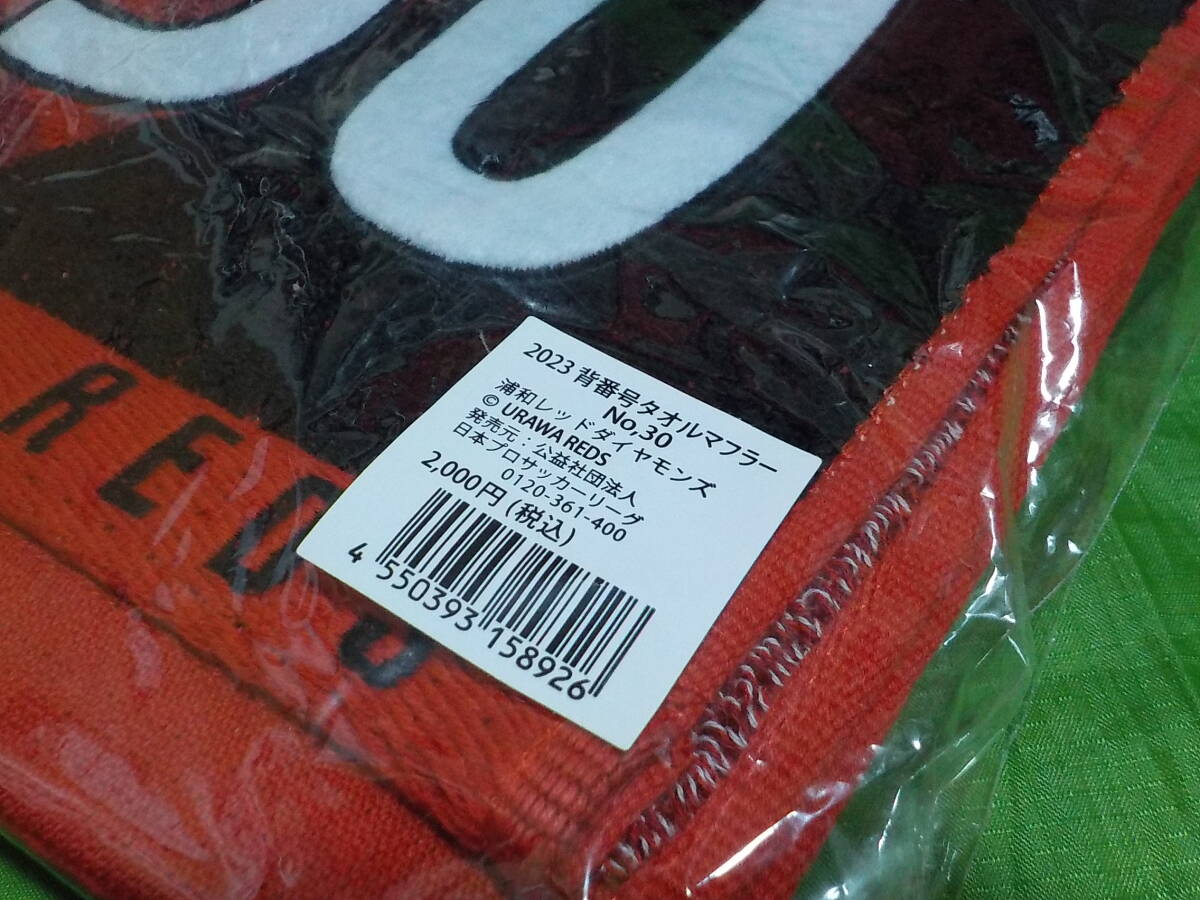 30
REDS
2023 背番号タオルマフラー
No,30
浦和レッドダイヤモンズ
© URAWA REDS
発売元：公益社団法人
日本プロサッカーリーグ
0120-361-400
2,000円(税込)
4 550393 158926